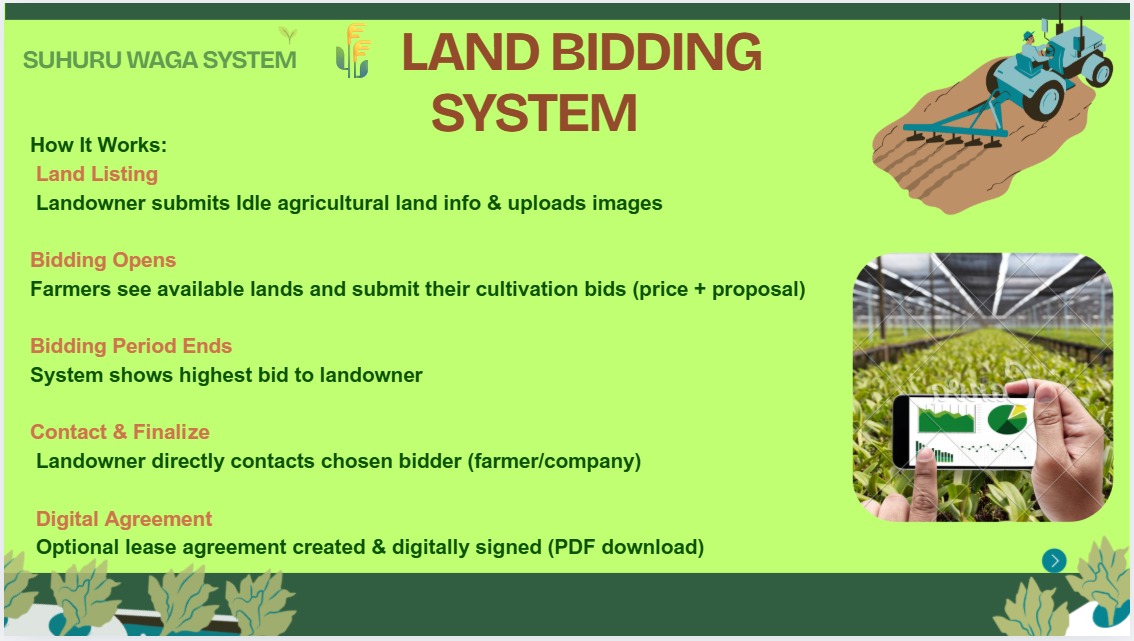 SUHURU WAGA SYSTEM
LAND BIDDING
SYSTEM
How It Works:
Land Listing
Landowner submits Idle agricultural land info & uploads images
Bidding Opens
Farmers see available lands and submit their cultivation bids (price + proposal)
Bidding Period Ends
System shows highest bid to landowner
Contact & Finalize
Landowner directly contacts chosen bidder (farmer/company)
Digital Agreement
Optional lease agreement created & digitally signed (PDF download)